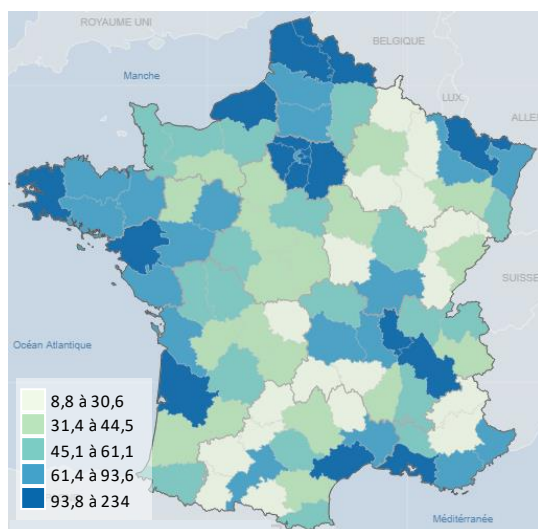 ROYAUME UNI
BELGIQUE
Manche
LUX.
ALLE
SUISSE
Océan Atlantique
8,8 à 30,6
31,4 à 44,5
45,1 à 61,1
61,4 à 93,6
93,8 à 234
Méditérranée